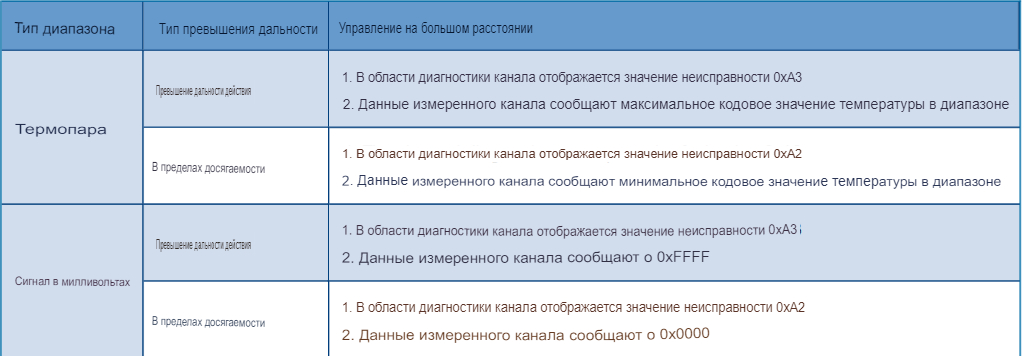 Тип диапазона
Тип превышения дальности
Управление на большом расстоянии
Термопара
Превышение дальности действия
1. В области диагностики канала отображается значение неисправности 0xA3
2. Данные измеренного канала сообщают максимальное кодовое значение температуры в диапазоне
В пределах досягаемости
1. В области диагностики канала отображается значение неисправности 0xA2
2. Данные измеренного канала сообщают минимальное кодовое значение температуры в диапазоне
Сигнал в милливольтах
Превышение дальности действия
1. В области диагностики канала отображается значение неисправности 0xA3
2. Данные измеренного канала сообщают о 0xFFFF
В пределах досягаемости
1. В области диагностики канала отображается значение неисправности 0xA2
2. Данные измеренного канала сообщают о 0x0000